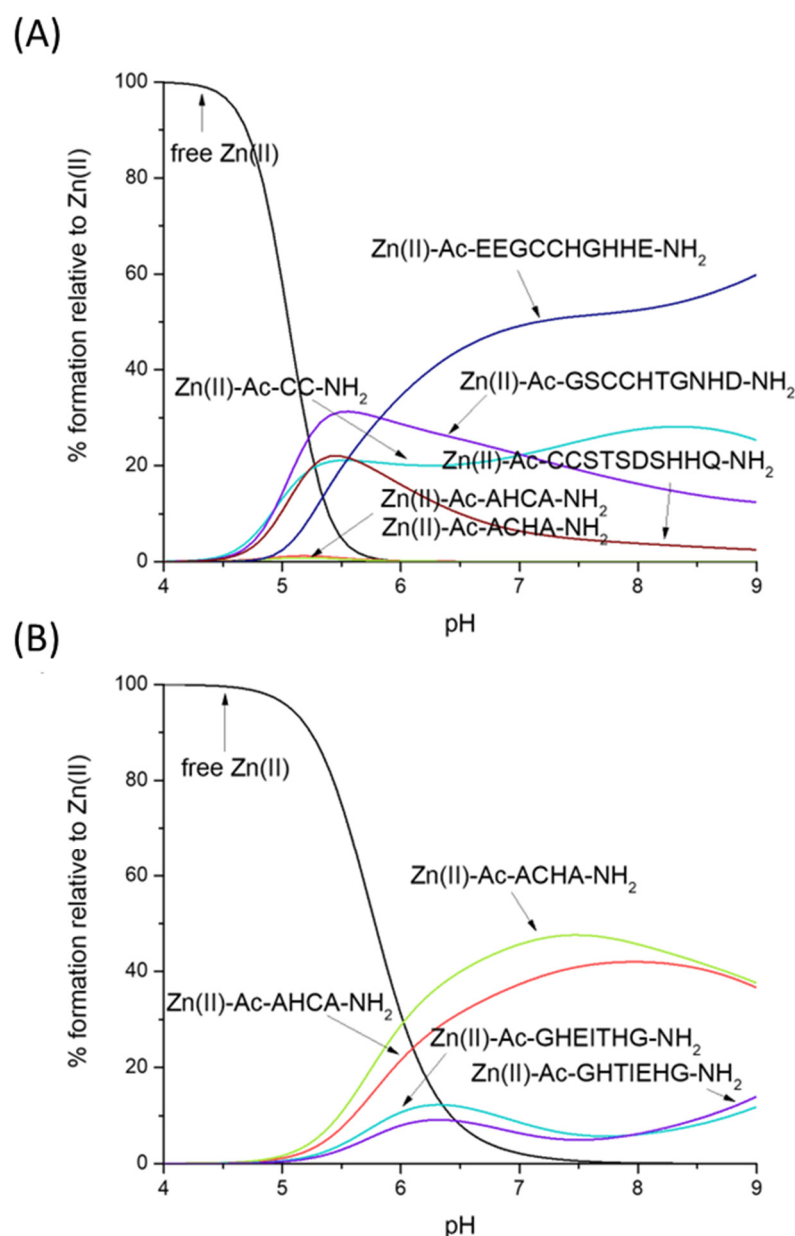 (A)
% formation relative to Zn(II)
100
80
60
40
20
0
free Zn(II)
Zn(II)-Ac-EEGCCHGHHE-NH₂
Zn(II)-Ac-CC-NH₂
Zn(II)-Ac-GSCCHTGNHD-NH₂
Zn(II)-Ac-CCSTSDSHHQ-NH₂
Zn(II)-Ac-AHCA-NH₂
Zn(II)-Ac-ACHA-NH₂
4 5 6 7 8 9
pH
(B)
% formation relative to Zn(II)
100
80
60
40
20
0
free Zn(II)
Zn(II)-Ac-ACHA-NH₂
Zn(II)-Ac-AHCA-NH₂
Zn(II)-Ac-GHEITHG-NH₂
Zn(II)-Ac-GHTIEHG-NH₂
4 5 6 7 8 9
pH